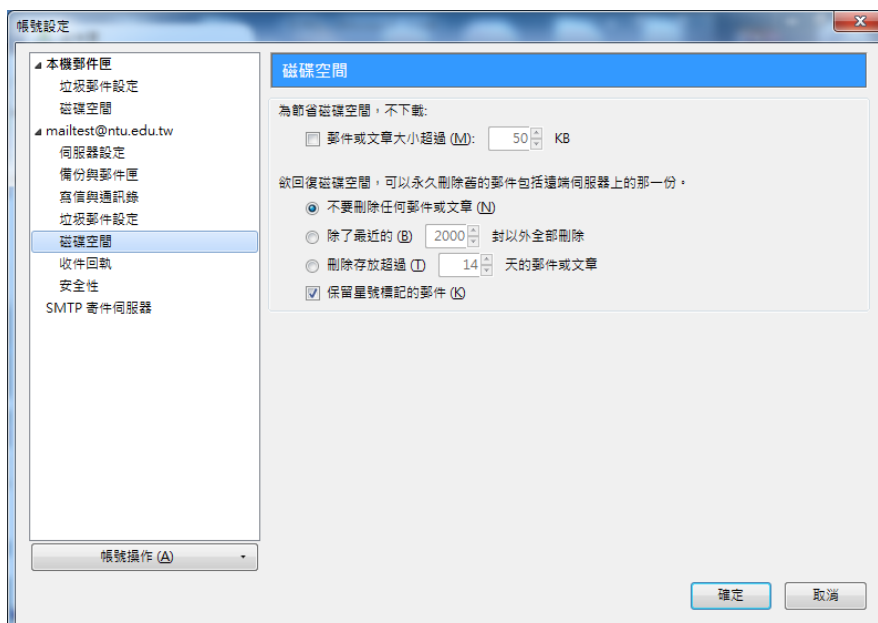 帳號設定
本機郵件匣
垃圾郵件設定
磁碟空間
mailtest@ntu.edu.tw
伺服器設定
備份與郵件匣
寫信與通訊錄
垃圾郵件設定
磁碟空間
收件回執
安全性
SMTP 寄件伺服器
帳號操作 (A)
磁碟空間
為節省磁碟空間，不下載:
郵件或文章大小超過 (M): 50 KB
欲回復磁碟空間，可以永久刪除舊的郵件包括遠端伺服器上的那一份。
不要刪除任何郵件或文章 (N)
除了最近的 (B) 2000 封以外全部刪除
刪除存放超過 (T) 14 天的郵件或文章
保留星號標記的郵件 (K)
確定 取消